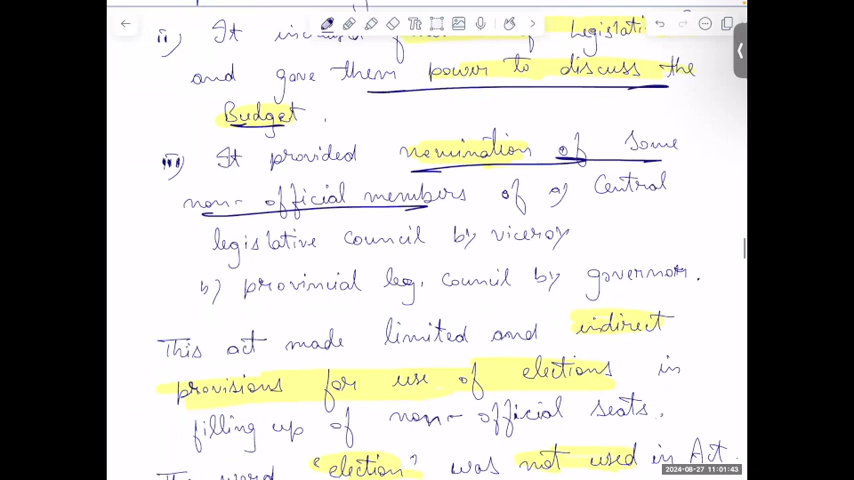 ii) It Legislati
and gave them power to discuss the
Budget.
iii) It provided nomination of some
non-official members of a) Central
legislative council by viceroy
b) provincial leg. council by governor.
This act made limited and indirect
provisions for use of elections in
filling up of non-official seats.
The word "election" was not used in Act.
2024-08-27 11:01:43